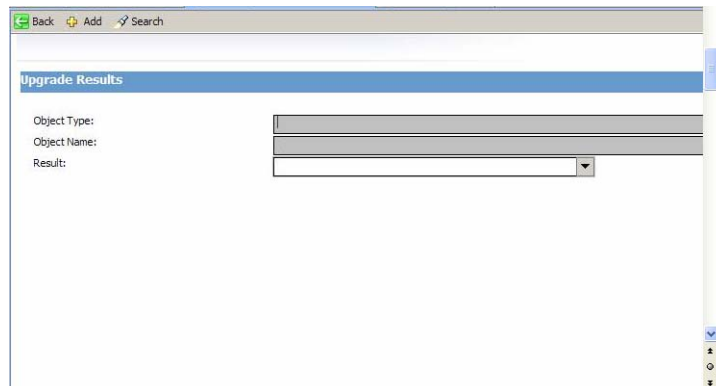 Back Add Search
Upgrade Results
Object Type:
Object Name:
Result: